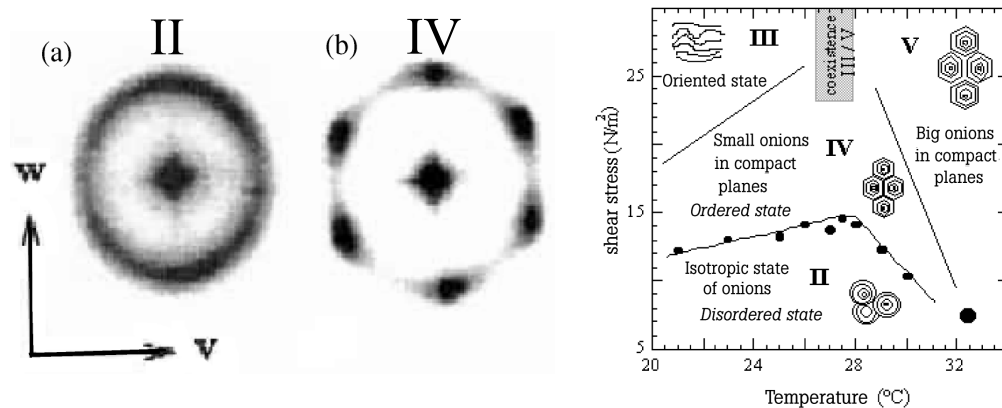 (a)
II
(b)
IV
w
v
shear stress (N/m²)
25
15
5
20
24
28
32
Temperature (°C)
III
Oriented state
coexistence
III / V
V
Small onions
in compact
planes
Ordered state
IV
Big onions
in compact
planes
Isotropic state
of onions
Disordered state
II